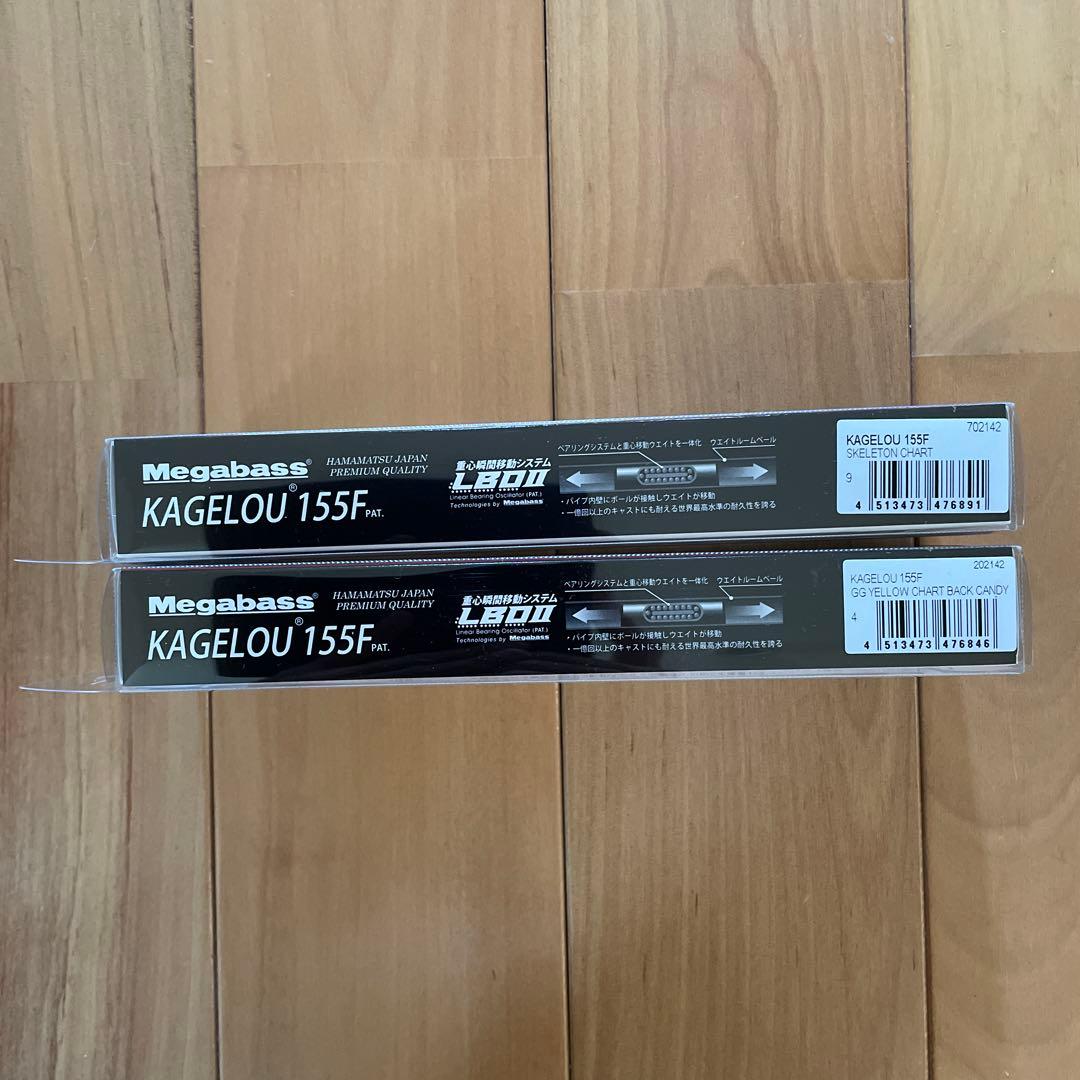 Megabass®
HAMAMATSU JAPAN
PREMIUM QUALITY
KAGELOU® 155F PAT.
重心瞬間移動システム
LBOII
Linear Bearing Oscillator (PAT.)
Technologies by Megabass
ベアリングシステムと重心移動ウエイトを一体化 ウエイトルームベール
・パイプ内壁にボールが接触しウエイトが移動
・一億回以上のキャストにも耐える世界最高水準の耐久性を誇る
702142
KAGELOU 155F
SKELETON CHART
9
4 513473 476891
Megabass®
HAMAMATSU JAPAN
PREMIUM QUALITY
KAGELOU® 155F PAT.
重心瞬間移動システム
LBOII
Linear Bearing Oscillator (PAT.)
Technologies by Megabass
ベアリングシステムと重心移動ウエイトを一体化 ウエイトルームベール
・パイプ内壁にボールが接触しウエイトが移動
・一億回以上のキャストにも耐える世界最高水準の耐久性を誇る
202142
KAGELOU 155F
GG YELLOW CHART BACK CANDY
4
4 513473 476846